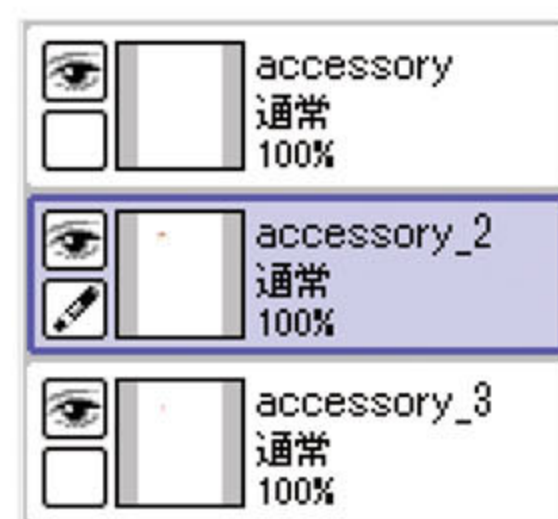 accessory
通常
100%
accessory_2
通常
100%
accessory_3
通常
100%